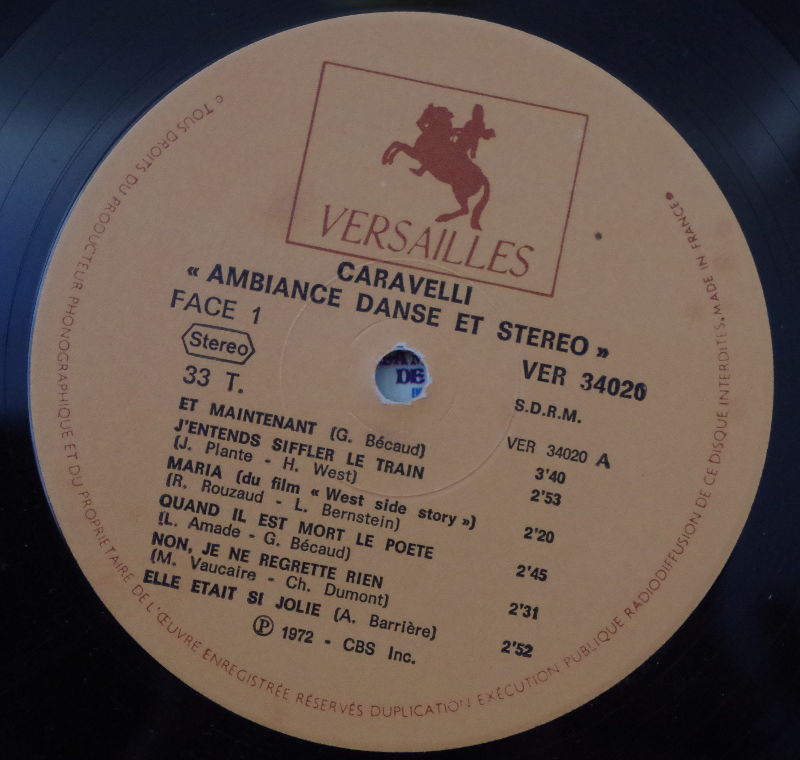 VERSAILLES
CARAVELLI
« AMBIANCE DANSE ET STEREO »
FACE 1
Stereo
33 T.
VER 34020
S.D.R.M.
VER 34020 A
ET MAINTENANT (G. Bécaud) 3'40
J'ENTENDS SIFFLER LE TRAIN 2'53
(J. Plante - H. West)
MARIA (du film « West side story ») 2'20
(R. Rouzaud - L. Bernstein)
QUAND IL EST MORT LE POETE 2'45
(L. Amade - G. Bécaud)
NON, JE NE REGRETTE RIEN 2'31
(M. Vaucaire - Ch. Dumont)
ELLE ETAIT SI JOLIE (A. Barrière) 2'52
Ⓟ 1972 - CBS Inc.
© TOUS DROITS DU PRODUCTEUR PHONOGRAPHIQUE ET DU PROPRIETAIRE DE L'ŒUVRE ENREGISTRÉE RÉSERVÉS DUPLICATION EXÉCUTION PUBLIQUE RADIODIFFUSION DE CE DISQUE INTERDITES. MADE IN FRANCE
DE